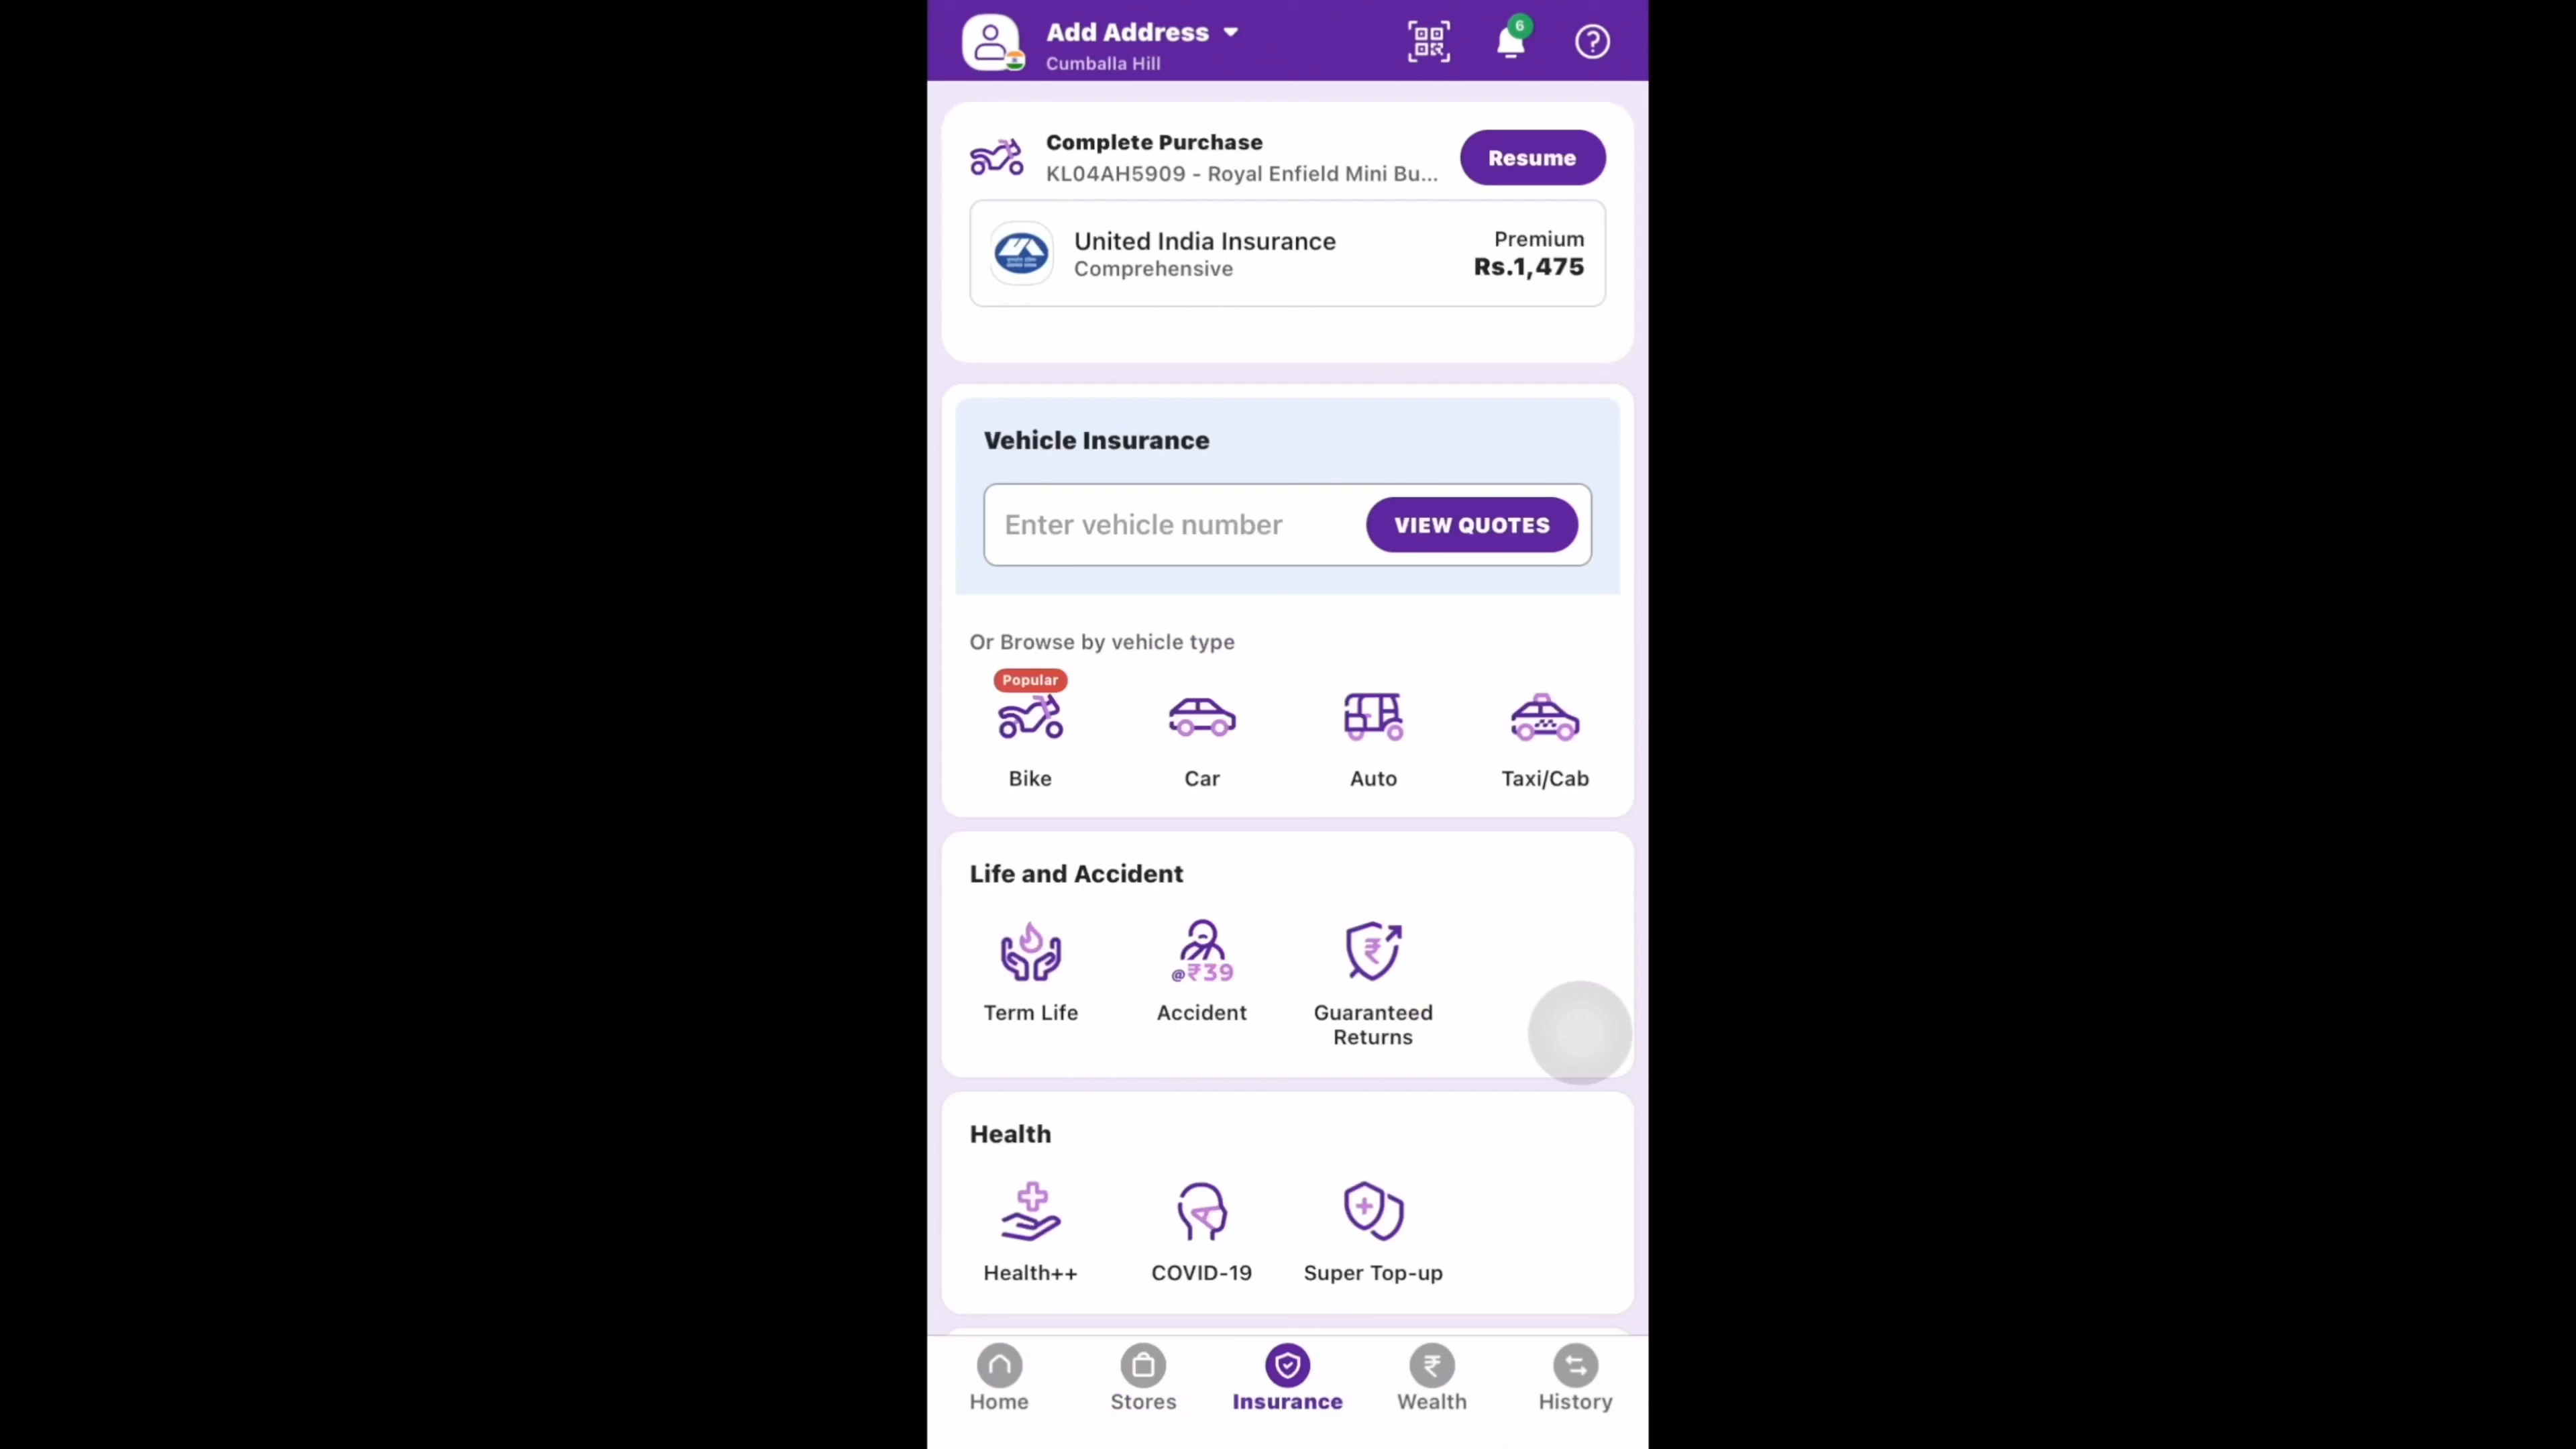 Add Address
Cumballa Hill
6
Complete Purchase
KL04AH5909 - Royal Enfield Mini Bu...
Resume
United India Insurance
Comprehensive
Premium
Rs.1,475
Vehicle Insurance
Enter vehicle number
VIEW QUOTES
Or Browse by vehicle type
Popular
Bike
Car
Auto
Taxi/Cab
Life and Accident
@₹39
Term Life
Accident
Guaranteed
Returns
Health
Health++
COVID-19
Super Top-up
Home
Stores
Insurance
Wealth
History